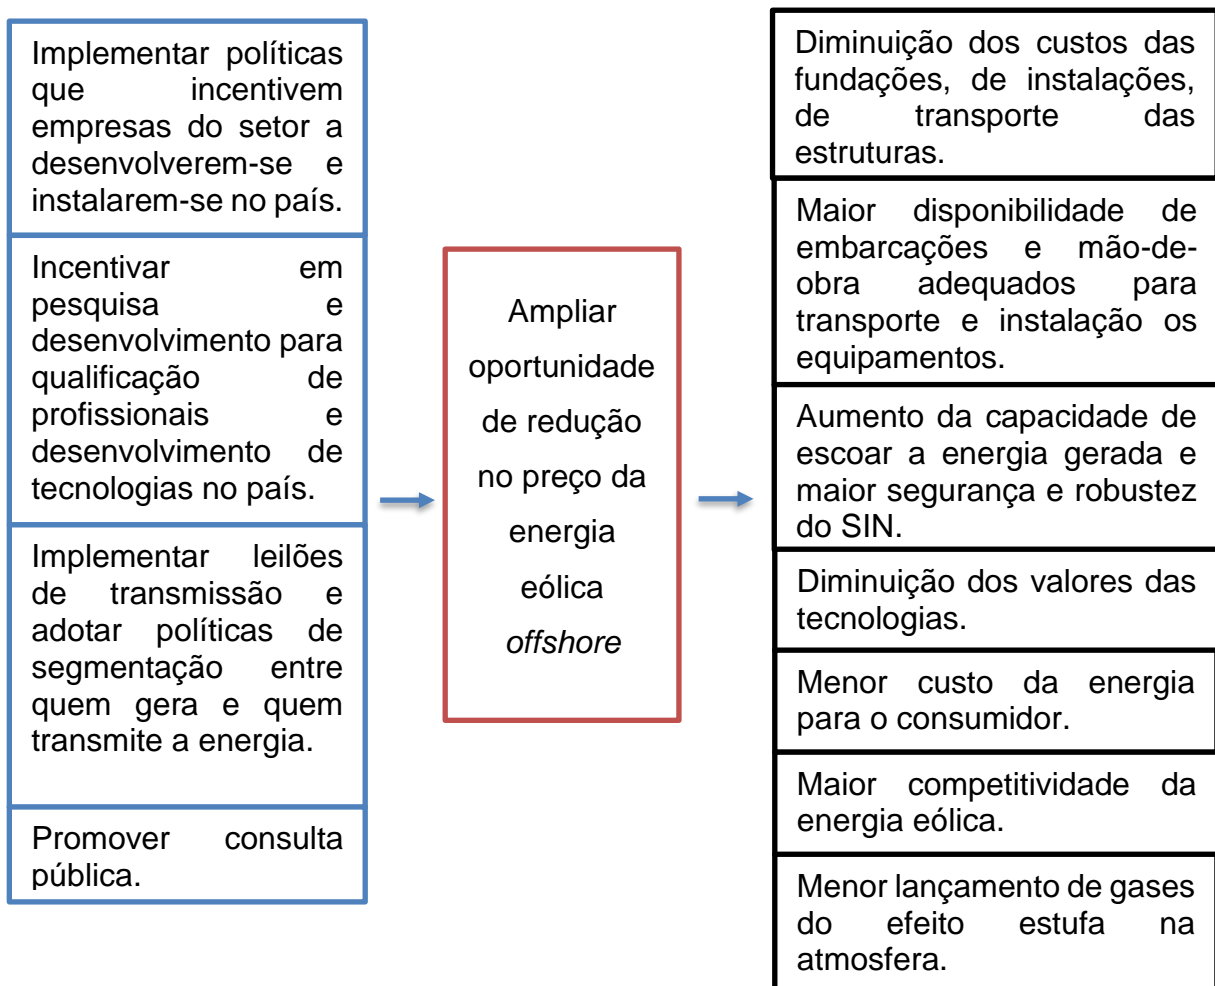 Implementar políticas
que incentivem
empresas do setor a
desenvolverem-se e
instalarem-se no país.
Incentivar em
pesquisa e
desenvolvimento para
qualificação de
profissionais e
desenvolvimento de
tecnologias no país.
Implementar leilões
de transmissão e
adotar políticas de
segmentação entre
quem gera e quem
transmite a energia.
Promover consulta
pública.
Ampliar
oportunidade
de redução
no preço da
energia
eólica
offshore
Diminuição dos custos das
fundações, de instalações,
de transporte das
estruturas.
Maior disponibilidade de
embarcações e mão-de-
obra adequados para
transporte e instalação os
equipamentos.
Aumento da capacidade de
escoar a energia gerada e
maior segurança e robustez
do SIN.
Diminuição dos valores das
tecnologias.
Menor custo da energia
para o consumidor.
Maior competitividade da
energia eólica.
Menor lançamento de gases
do efeito estufa na
atmosfera.